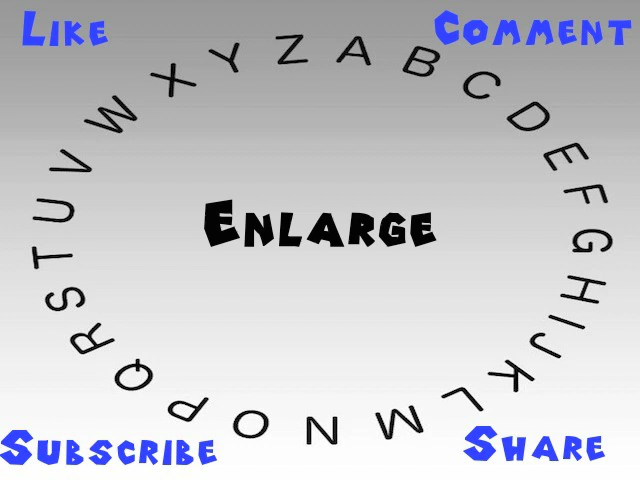 Like
Comment
A B C D E F G H I J K L M N O P Q R S T U V W X Y Z
Enlarge
Subscribe
Share